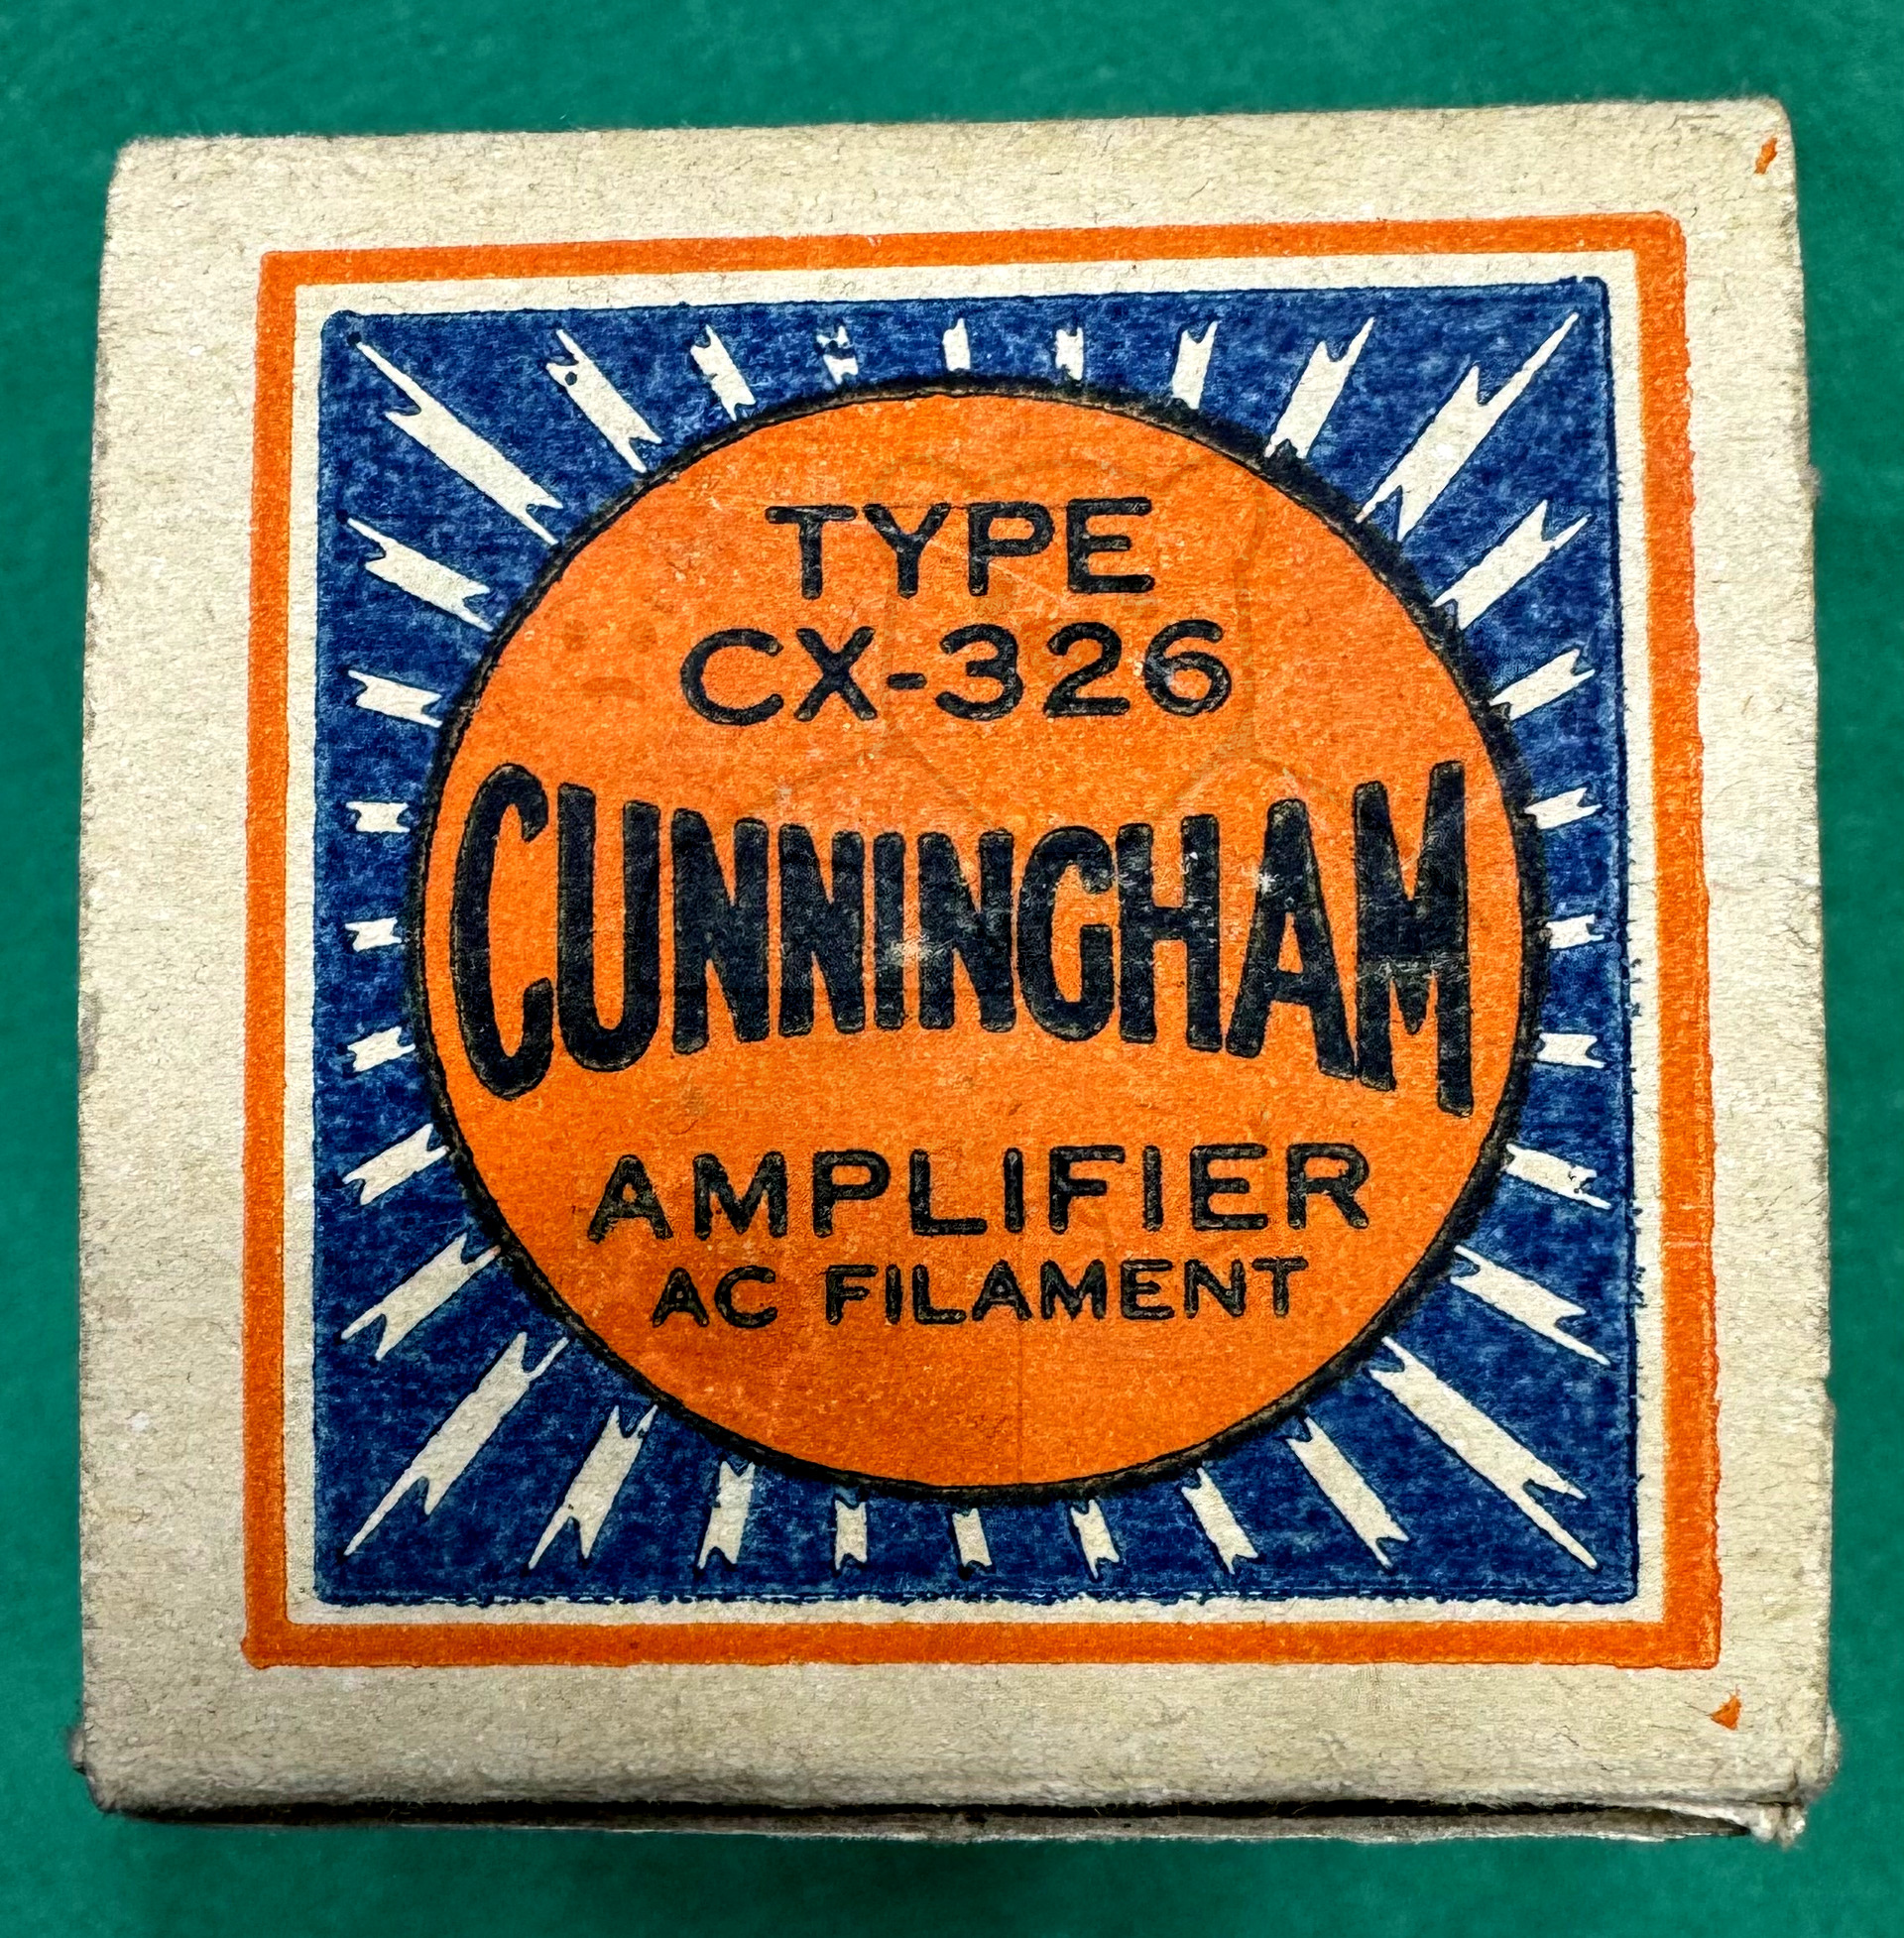 TYPE
CX-326
CUNNINGHAM
AMPLIFIER
AC FILAMENT